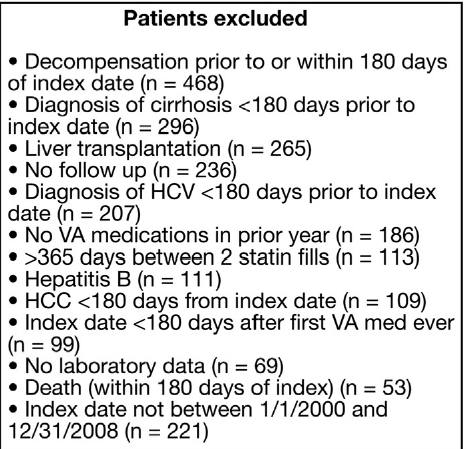 Patients excluded
• Decompensation prior to or within 180 days
of index date (n = 468)
• Diagnosis of cirrhosis <180 days prior to
index date (n = 296)
• Liver transplantation (n = 265)
• No follow up (n = 236)
• Diagnosis of HCV <180 days prior to index
date (n = 207)
• No VA medications in prior year (n = 186)
• >365 days between 2 statin fills (n = 113)
• Hepatitis B (n = 111)
• HCC <180 days from index date (n = 109)
• Index date <180 days after first VA med ever
(n = 99)
• No laboratory data (n = 69)
• Death (within 180 days of index) (n = 53)
• Index date not between 1/1/2000 and
12/31/2008 (n = 221)